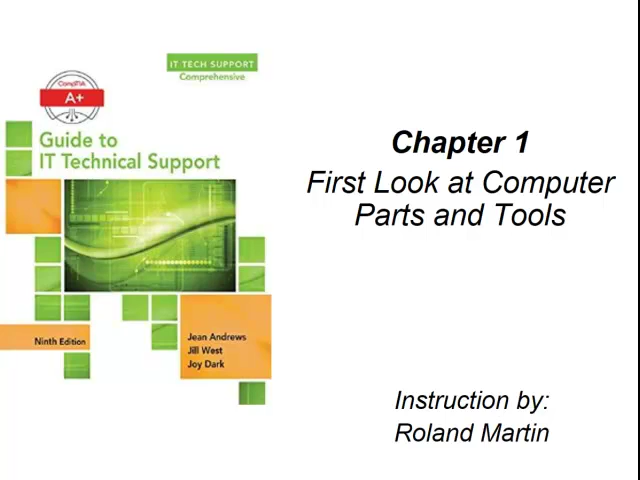 IT TECH SUPPORT
Comprehensive
CompTIA
A+
Guide to
IT Technical Support
Ninth Edition
Jean Andrews
Jill West
Joy Dark
Chapter 1
First Look at Computer
Parts and Tools
Instruction by:
Roland Martin